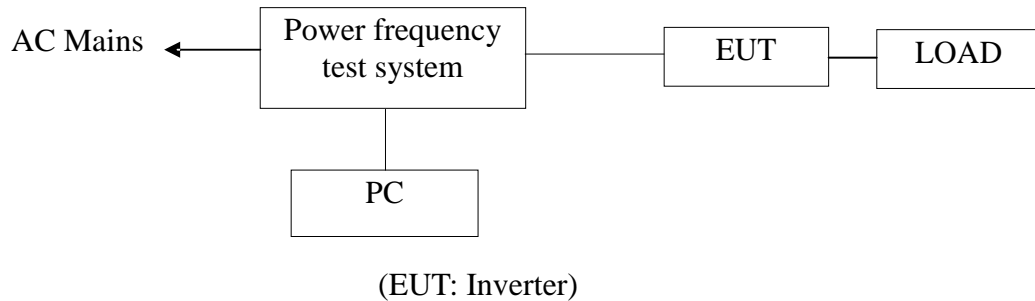 AC Mains
Power frequency
test system
EUT
LOAD
PC
(EUT: Inverter)